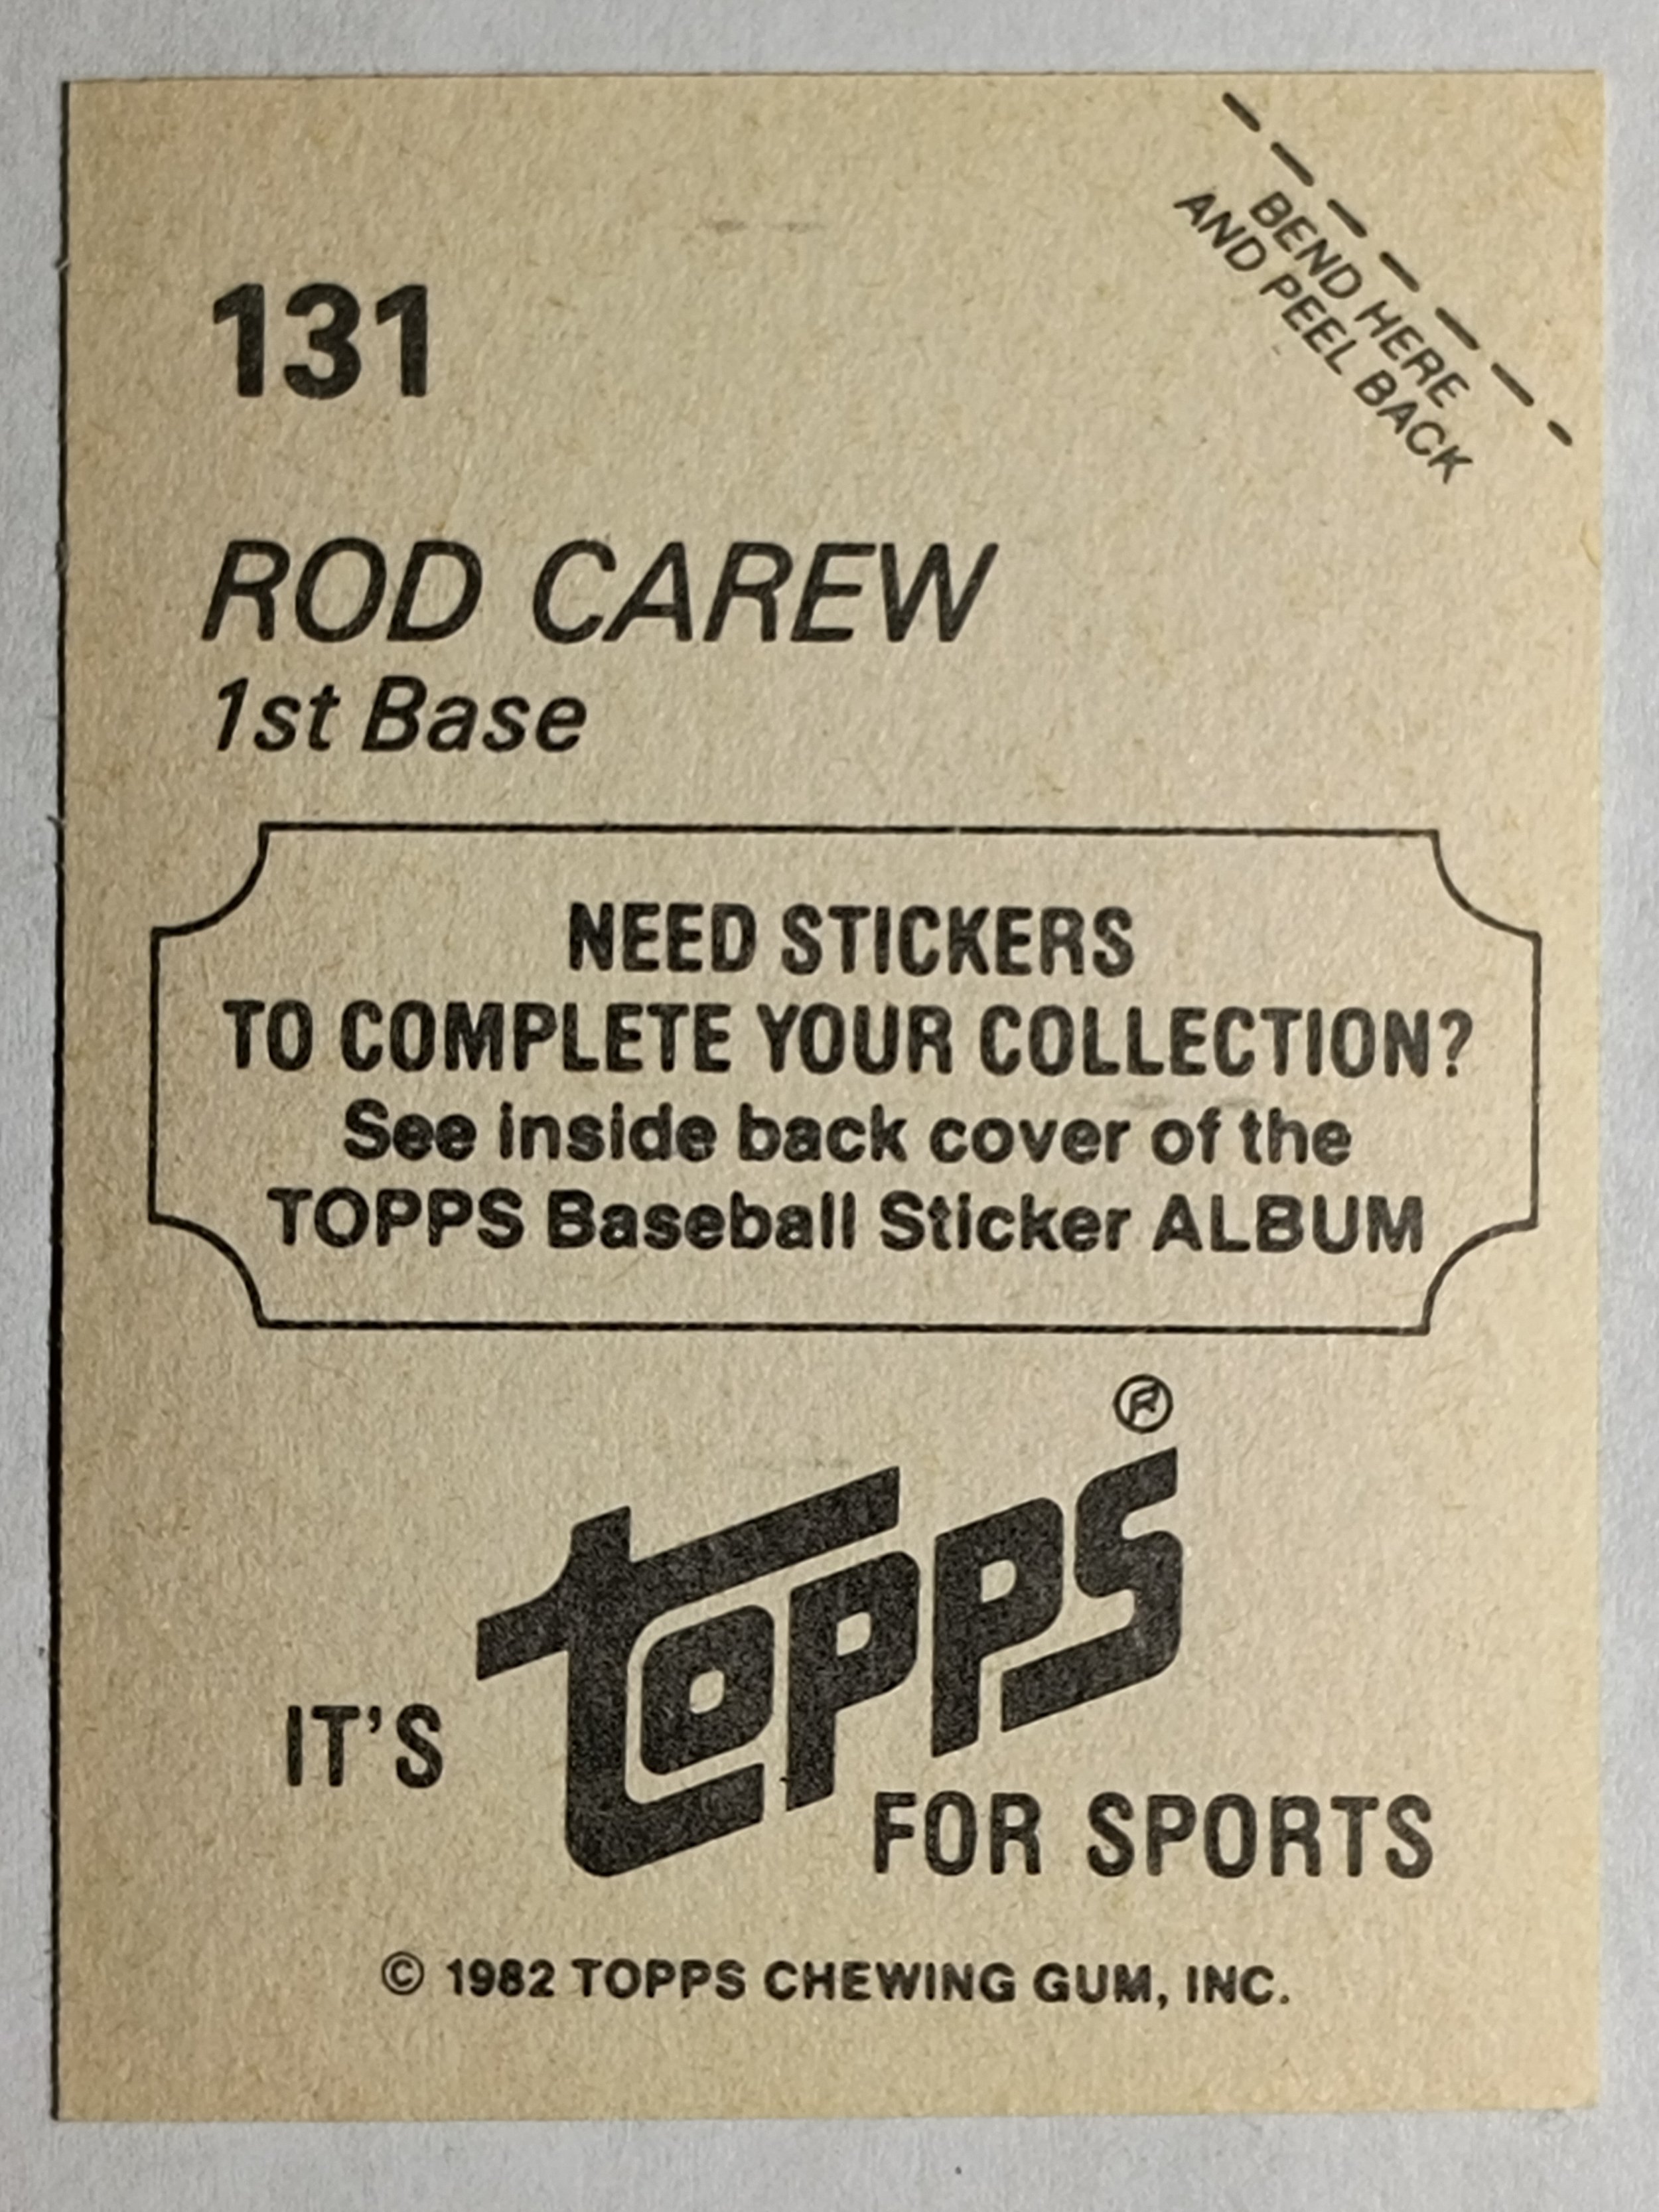 BEND HERE
AND PEEL BACK
131
ROD CAREW
1st Base
NEED STICKERS
TO COMPLETE YOUR COLLECTION?
See inside back cover of the
TOPPS Baseball Sticker ALBUM
®
IT'S topps
FOR SPORTS
© 1982 TOPPS CHEWING GUM, INC.